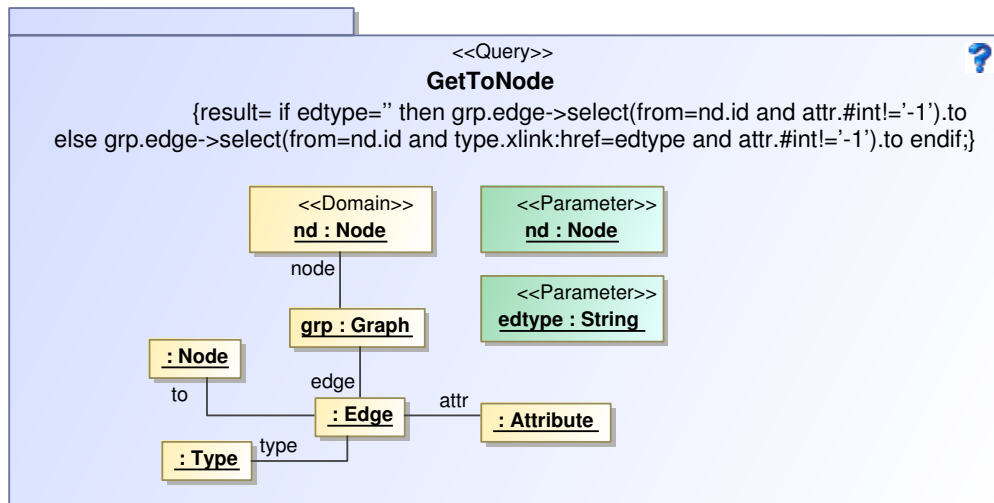 <<Query>>
GetToNode
{result= if edtype='' then grp.edge->select(from=nd.id and attr.#int!='-1').to
else grp.edge->select(from=nd.id and type.xlink:href=edtype and attr.#int!='-1').to endif;}
<<Domain>>
nd : Node
<<Parameter>>
nd : Node
node
<<Parameter>>
edtype : String
grp : Graph
: Node
edge
to
attr
: Edge
: Attribute
type
: Type